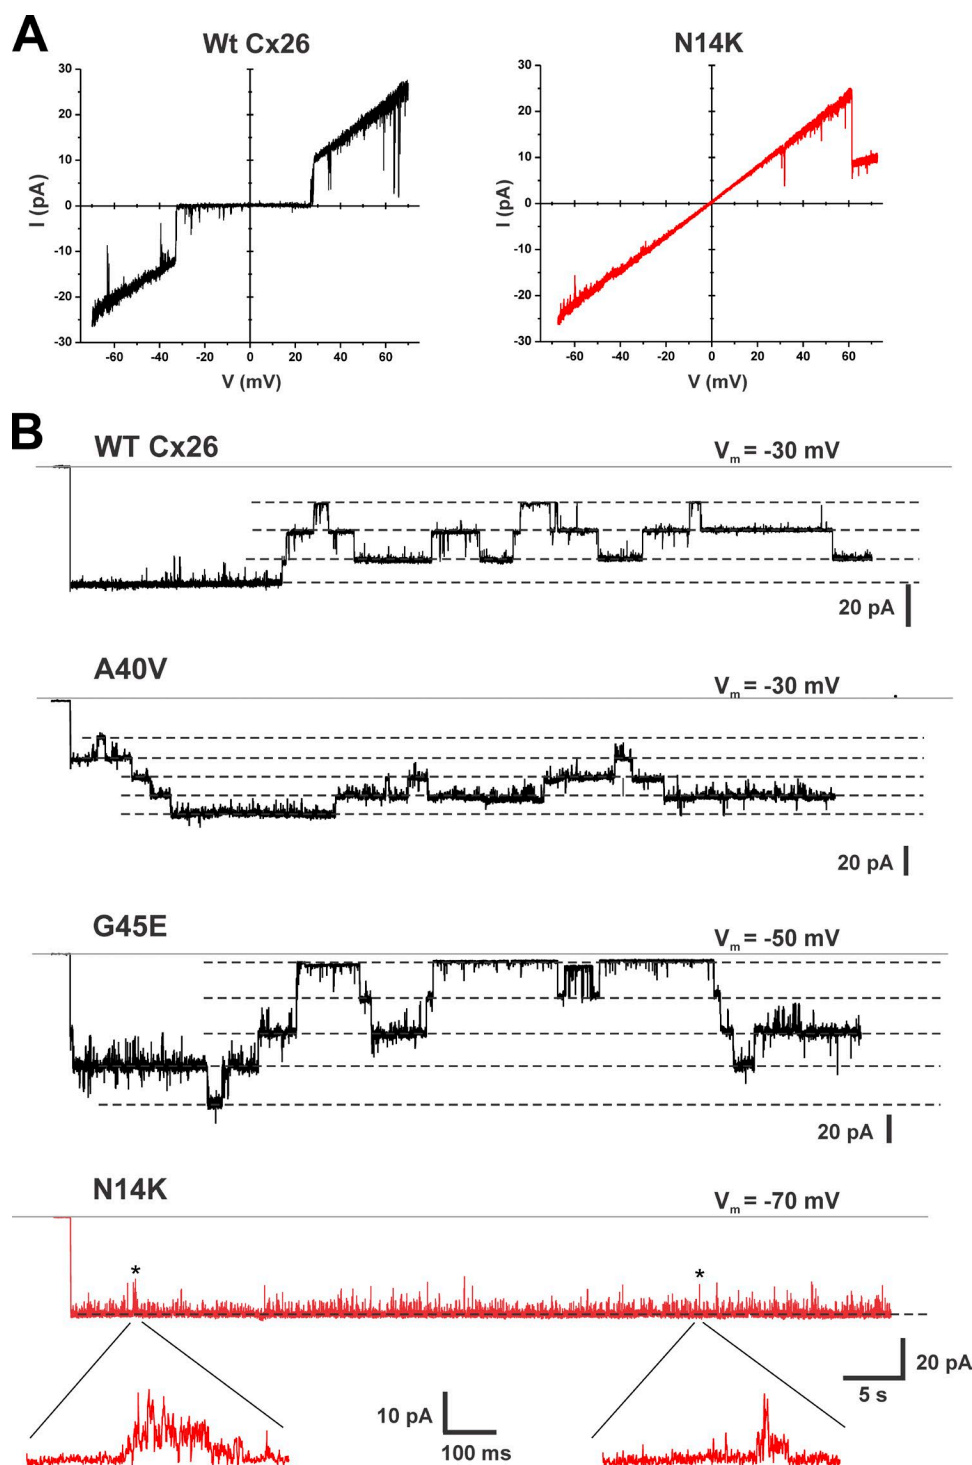 A
Wt Cx26
N14K
30
20
10
0
-10
-20
-30
I (pA)
-60 -40 -20 0 20 40 60
V (mV)
30
20
10
0
-10
-20
-30
I (pA)
-60 -40 -20 0 20 40 60
V (mV)
B
WT Cx26
Vm = -30 mV
20 pA
A40V
Vm = -30 mV
20 pA
G45E
Vm = -50 mV
20 pA
N14K
Vm = -70 mV
* *
20 pA
5 s
10 pA
100 ms